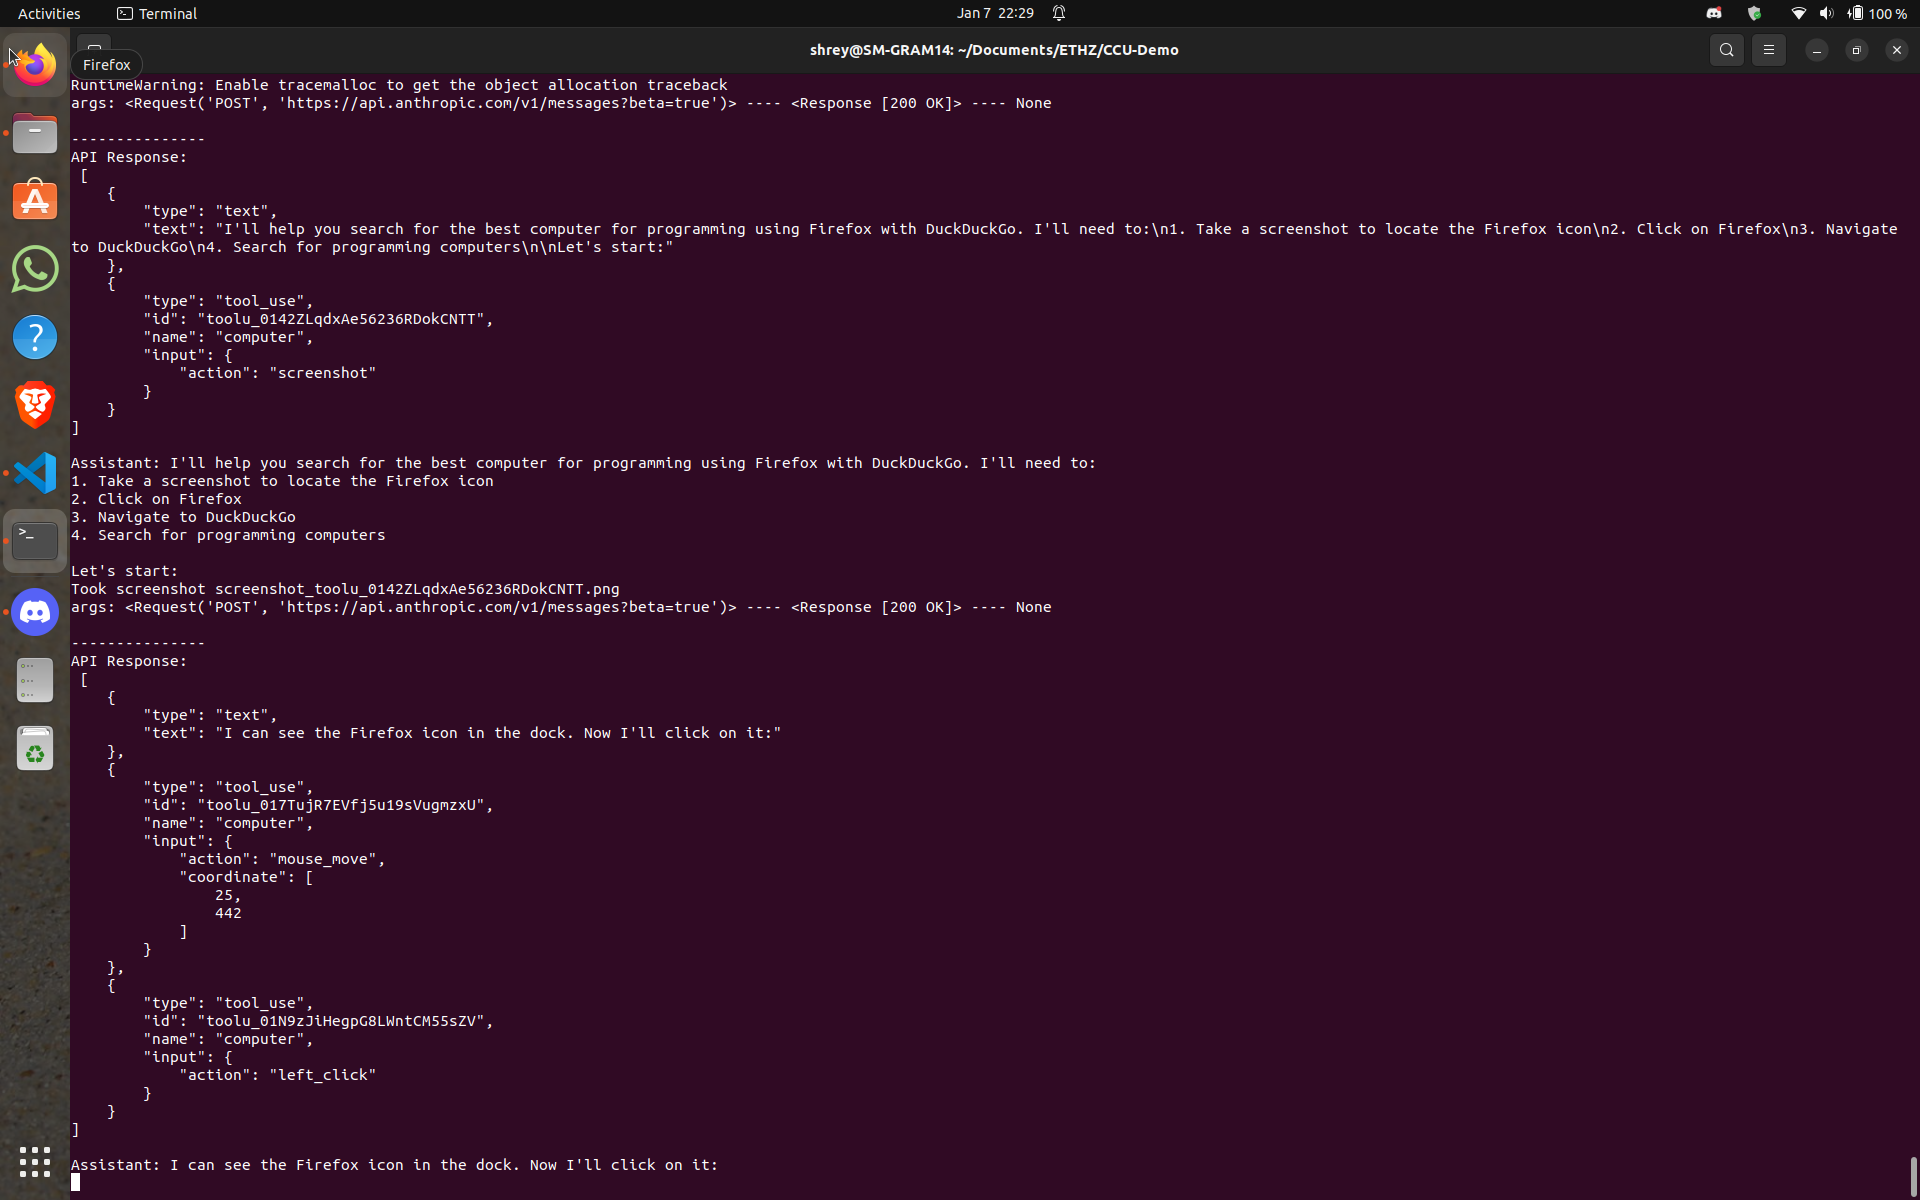 Activities
Terminal
Jan 7 22:29
100 %
Firefox
shrey@SM-GRAM14: ~/Documents/ETHZ/CCU-Demo
RuntimeWarning: Enable tracemalloc to get the object allocation traceback
args: <Request('POST', 'https://api.anthropic.com/v1/messages?beta=true')> ---- <Response [200 OK]> ---- None
---------------
API Response:
[
{
"type": "text",
"text": "I'll help you search for the best computer for programming using Firefox with DuckDuckGo. I'll need to:\n1. Take a screenshot to locate the Firefox icon\n2. Click on Firefox\n3. Navigate
to DuckDuckGo\n4. Search for programming computers\n\nLet's start:"
},
{
"type": "tool_use",
"id": "toolu_0142ZLqdxAe56236RDokCNTT",
"name": "computer",
"input": {
"action": "screenshot"
}
}
]
Assistant: I'll help you search for the best computer for programming using Firefox with DuckDuckGo. I'll need to:
1. Take a screenshot to locate the Firefox icon
2. Click on Firefox
3. Navigate to DuckDuckGo
4. Search for programming computers
Let's start:
Took screenshot screenshot_toolu_0142ZLqdxAe56236RDokCNTT.png
args: <Request('POST', 'https://api.anthropic.com/v1/messages?beta=true')> ---- <Response [200 OK]> ---- None
---------------
API Response:
[
{
"type": "text",
"text": "I can see the Firefox icon in the dock. Now I'll click on it:"
},
{
"type": "tool_use",
"id": "toolu_017TujR7EVfj5u19sVugmzxU",
"name": "computer",
"input": {
"action": "mouse_move",
"coordinate": [
25,
442
]
}
},
{
"type": "tool_use",
"id": "toolu_01N9zJiHegpG8LWntCM55sZV",
"name": "computer",
"input": {
"action": "left_click"
}
}
]
Assistant: I can see the Firefox icon in the dock. Now I'll click on it: